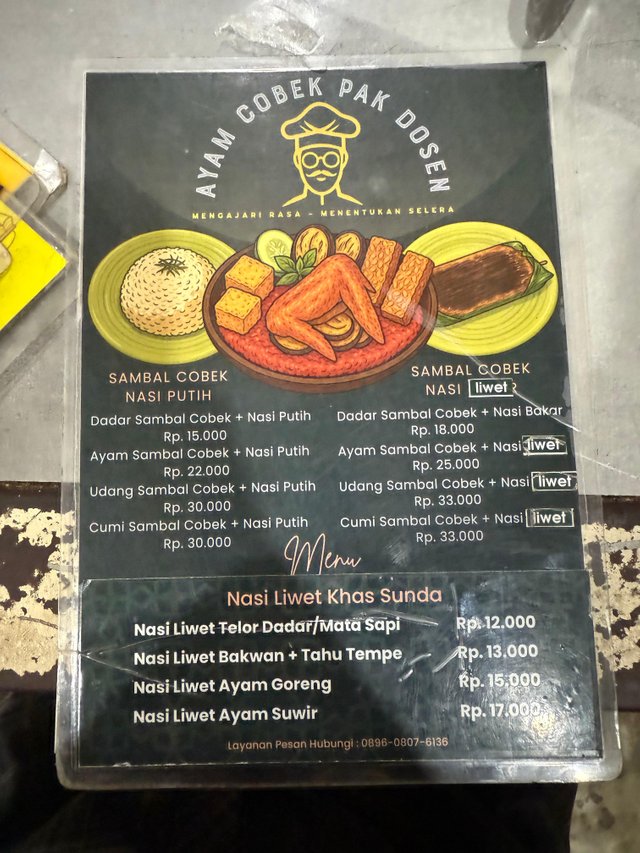 AYAM COBEK PAK DOSEN
MENGAJARI RASA - MENENTUKAN SELERA
SAMBAL COBEK
NASI PUTIH
Dadar Sambal Cobek + Nasi Putih
Rp. 15.000
Ayam Sambal Cobek + Nasi Putih
Rp. 22.000
Udang Sambal Cobek + Nasi Putih
Rp. 30.000
Cumi Sambal Cobek + Nasi Putih
Rp. 30.000
SAMBAL COBEK
NASI liwet
Dadar Sambal Cobek + Nasi Bakar
Rp. 18.000
Ayam Sambal Cobek + Nasi liwet
Rp. 25.000
Udang Sambal Cobek + Nasi liwet
Rp. 33.000
Cumi Sambal Cobek + Nasi liwet
Rp. 33.000
Menu
Nasi Liwet Khas Sunda
Nasi Liwet Telor Dadar/Mata Sapi Rp. 12.000
Nasi Liwet Bakwan + Tahu Tempe Rp. 13.000
Nasi Liwet Ayam Goreng Rp. 15.000
Nasi Liwet Ayam Suwir Rp. 17.000
Layanan Pesan Hubungi : 0896-0807-6136